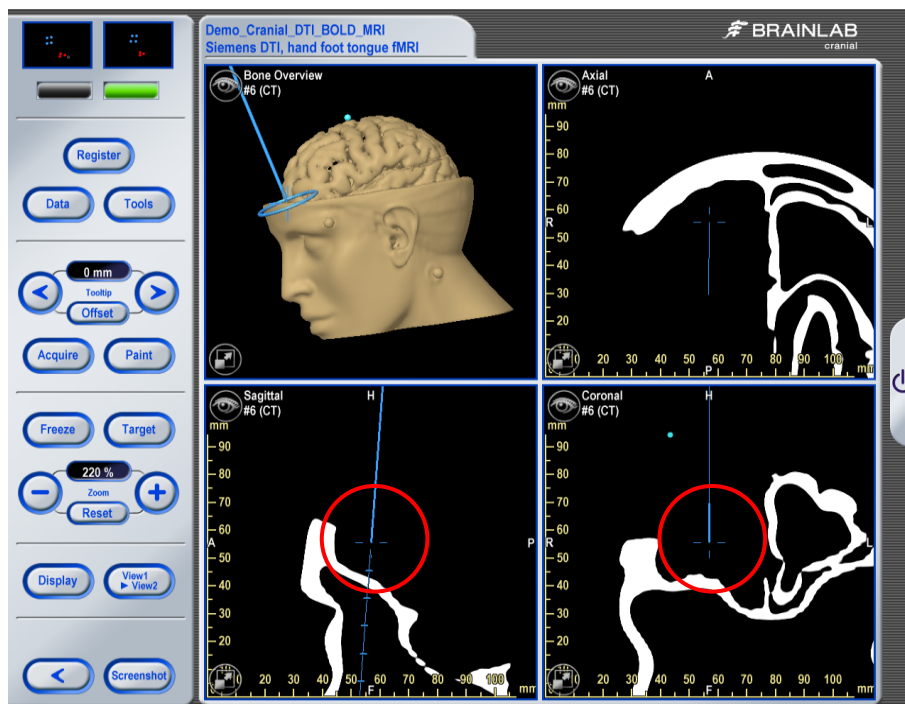 Demo_Cranial_DTI_BOLD_MRI
Siemens DTI, hand foot tongue fMRI
BRAINLAB
cranial
Register
Data
Tools
0 mm
Tooltip
Offset
Acquire
Paint
Freeze
Target
220 %
Zoom
Reset
Display
View1
► View2
Screenshot
Bone Overview
#6 (CT)
Axial
#6 (CT)
A
mm
90
80
70
60
R
L
50
40
30
20
10 20 30 40 50 60 70 80 90 100
P
mm
Sagittal
#6 (CT)
H
mm
90
80
70
60
A
P
50
40
30
20
10 20 30 40 50 60 70 80 90 100
F
mm
Coronal
#6 (CT)
H
mm
90
80
70
60
R
L
50
40
30
20
10 20 30 40 50 60 70 80 90 100
F
mm